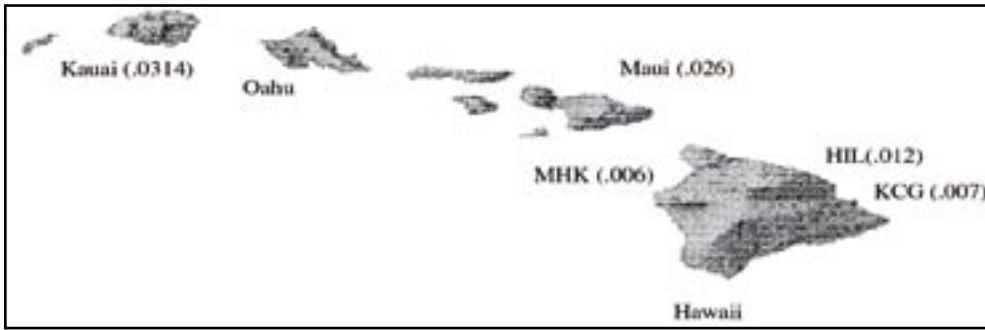 Kauai (.0314)
Oahu
Maui (.026)
MHK (.006)
HIL(.012)
KCG (.007)
Hawaii